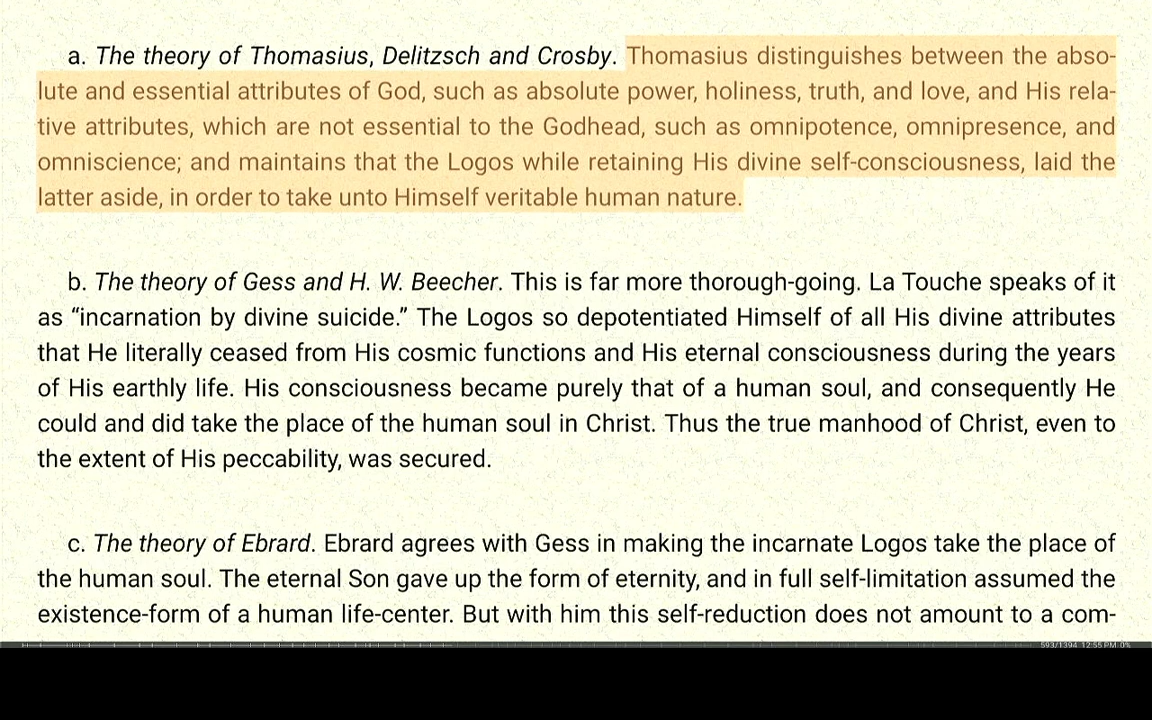 a. The theory of Thomasius, Delitzsch and Crosby. Thomasius distinguishes between the abso-
lute and essential attributes of God, such as absolute power, holiness, truth, and love, and His rela-
tive attributes, which are not essential to the Godhead, such as omnipotence, omnipresence, and
omniscience; and maintains that the Logos while retaining His divine self-consciousness, laid the
latter aside, in order to take unto Himself veritable human nature.
b. The theory of Gess and H. W. Beecher. This is far more thorough-going. La Touche speaks of it
as “incarnation by divine suicide.” The Logos so depotentiated Himself of all His divine attributes
that He literally ceased from His cosmic functions and His eternal consciousness during the years
of His earthly life. His consciousness became purely that of a human soul, and consequently He
could and did take the place of the human soul in Christ. Thus the true manhood of Christ, even to
the extent of His peccability, was secured.
c. The theory of Ebrard. Ebrard agrees with Gess in making the incarnate Logos take the place of
the human soul. The eternal Son gave up the form of eternity, and in full self-limitation assumed the
existence-form of a human life-center. But with him this self-reduction does not amount to a com-
593/1394 12:55 PM 0%